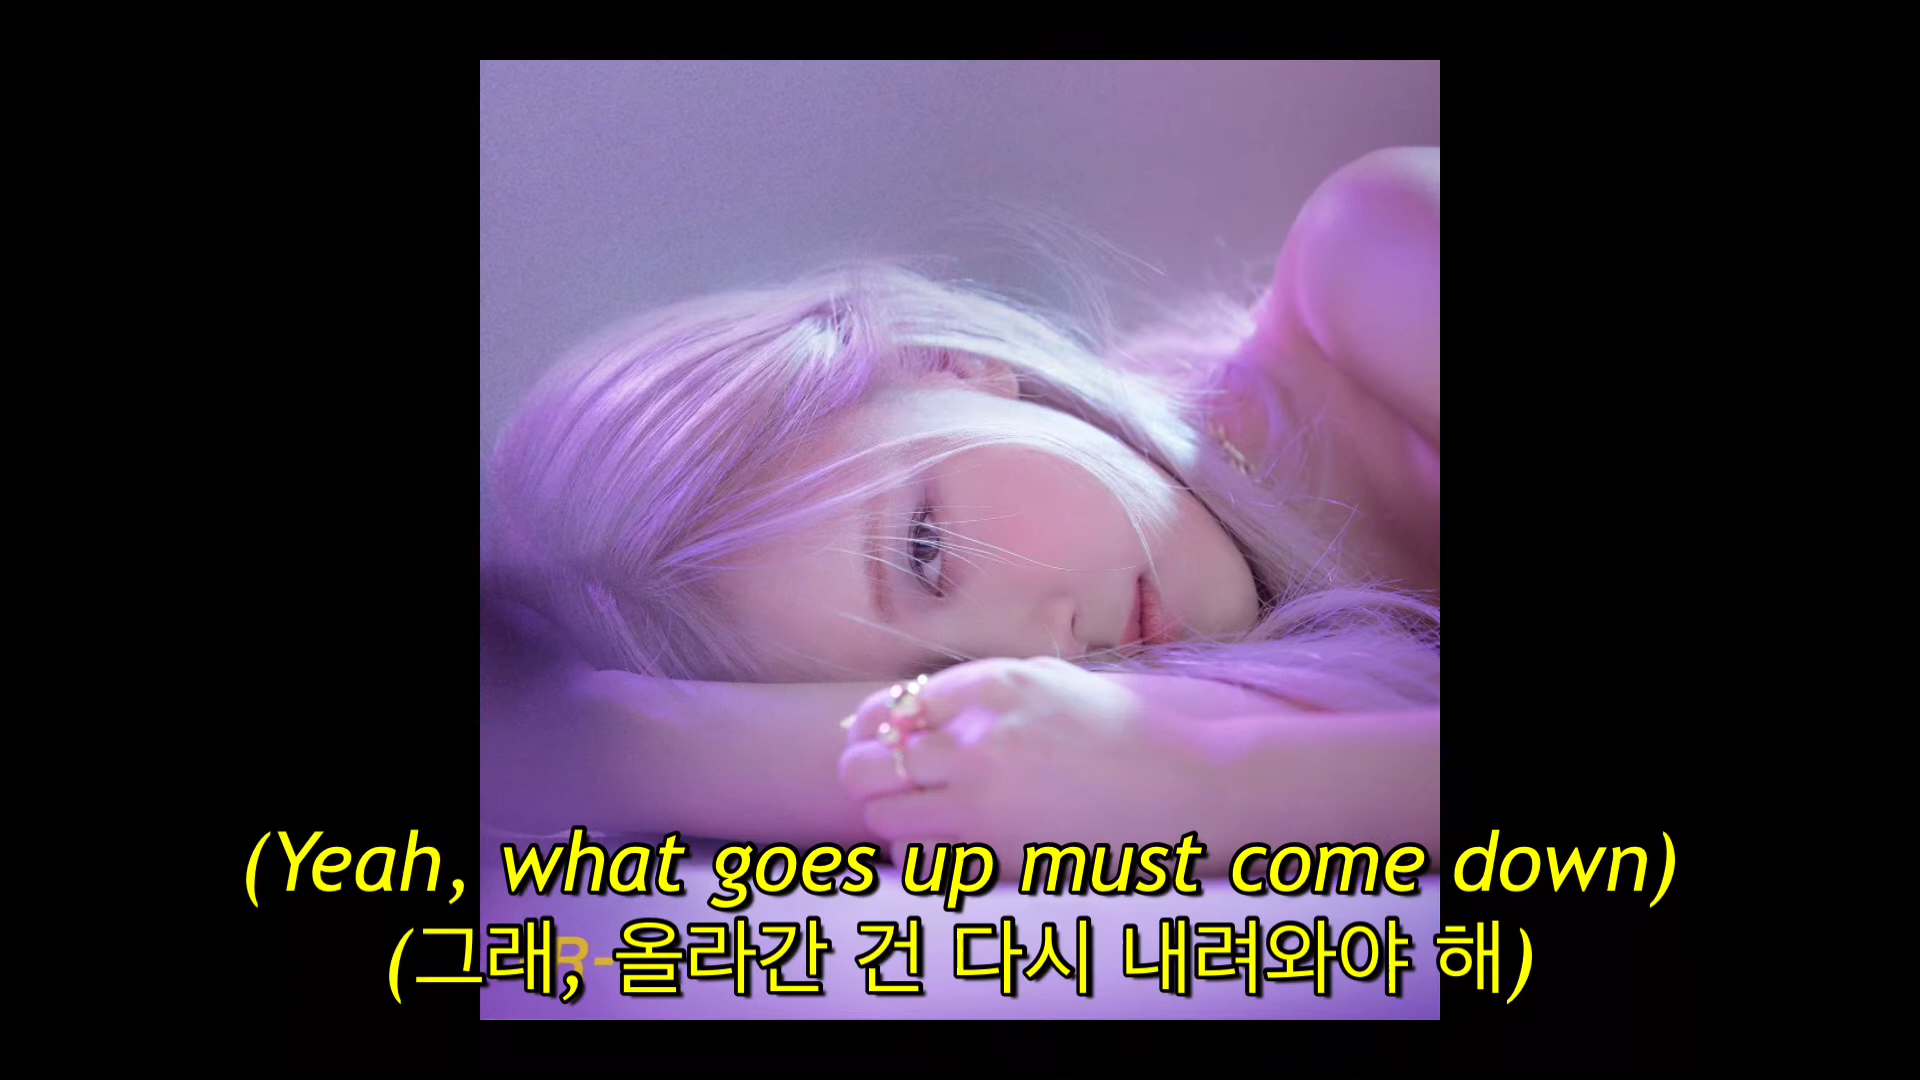 (Yeah, what goes up must come down)
(그래, 올라간 건 다시 내려와야 해)
R-